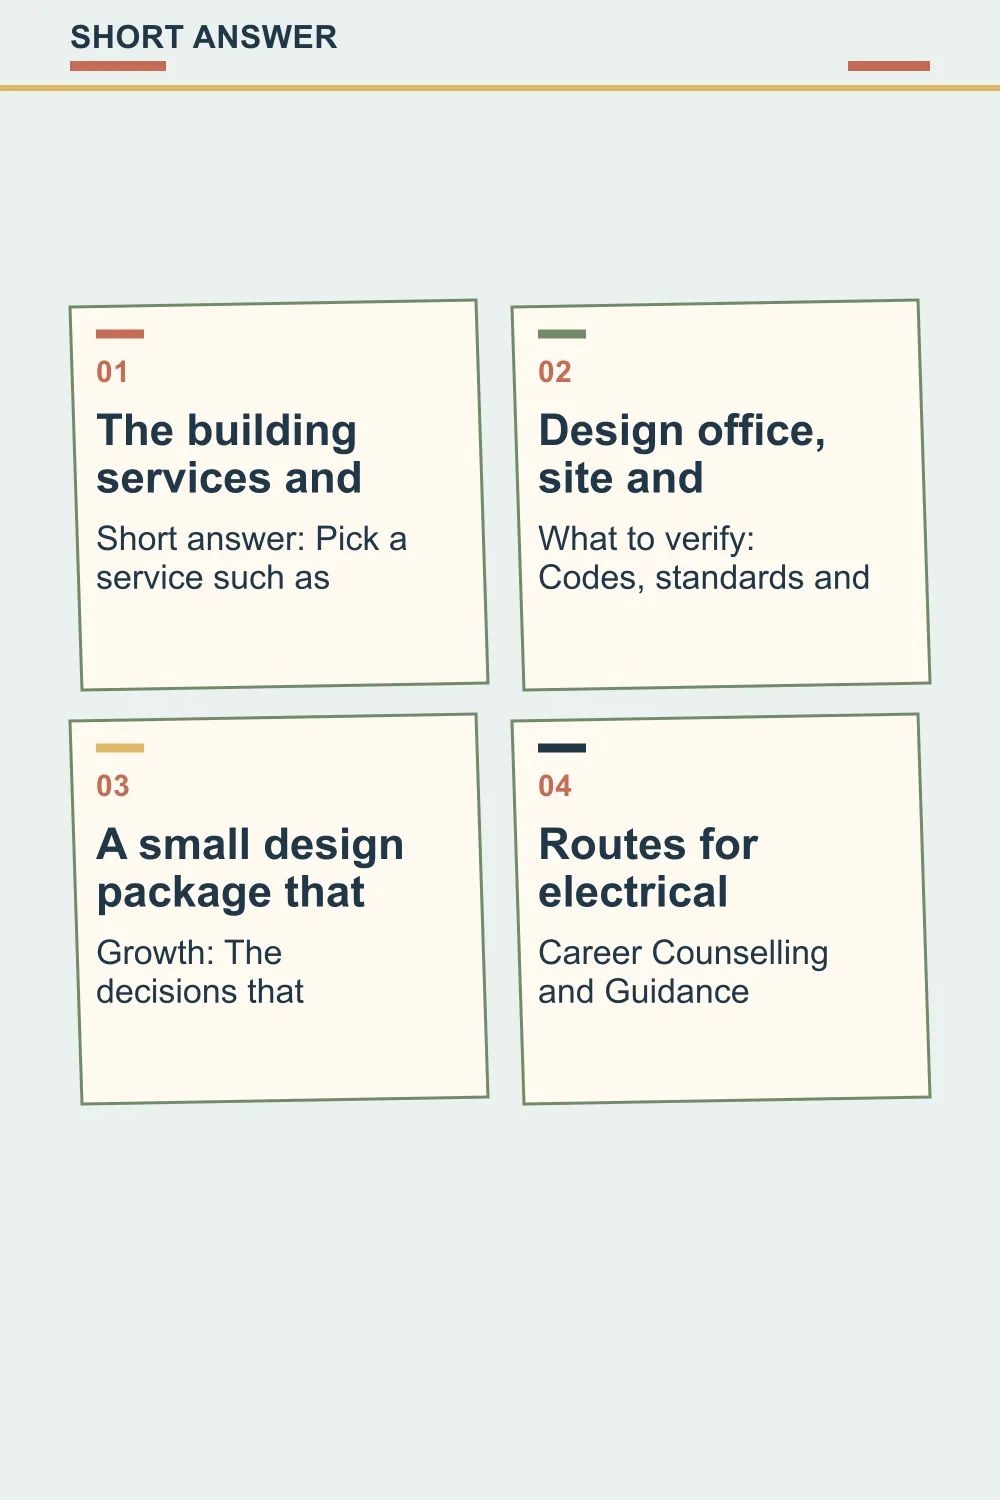 SHORT ANSWER
01
The building
services and
Short answer: Pick a
service such as
02
Design office,
site and
What to verify:
Codes, standards and
03
A small design
package that
Growth: The
decisions that
04
Routes for
electrical
Career Counselling
and Guidance